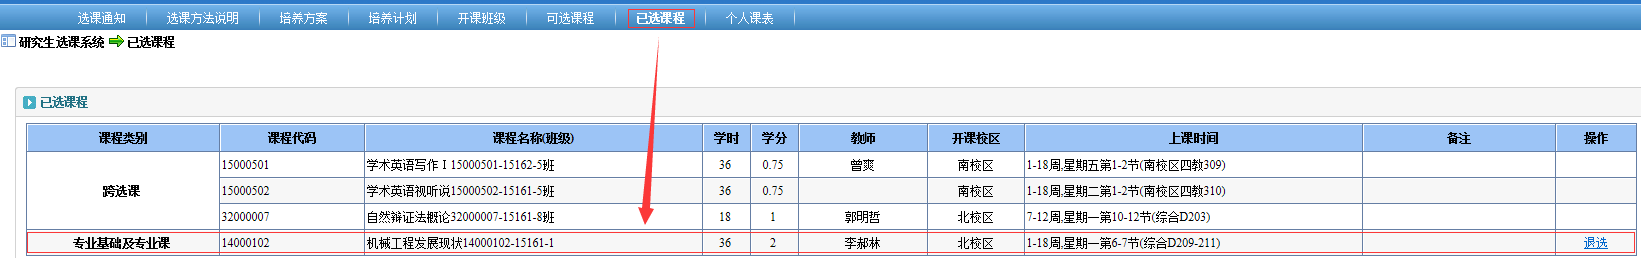 选课通知 选课方法说明 培养方案 培养计划 开课班级 可选课程 已选课程 个人课表
研究生选课系统 已选课程
已选课程
课程类别 课程代码 课程名称(班级) 学时 学分 教师 开课校区 上课时间 备注 操作
跨选课
15000501 学术英语写作Ⅰ15000501-15162-5班 36 0.75 曾爽 南校区 1-18周,星期五第1-2节(南校区四教309)
15000502 学术英语视听说15000502-15161-5班 36 0.75 南校区 1-18周,星期二第1-2节(南校区四教310)
32000007 自然辩证法概论32000007-15161-8班 18 1 郭明哲 北校区 7-12周,星期一第10-12节(综合D203)
专业基础及专业课 14000102 机械工程发展现状14000102-15161-1 36 2 李郝林 北校区 1-18周,星期一第6-7节(综合D209-211) 退选